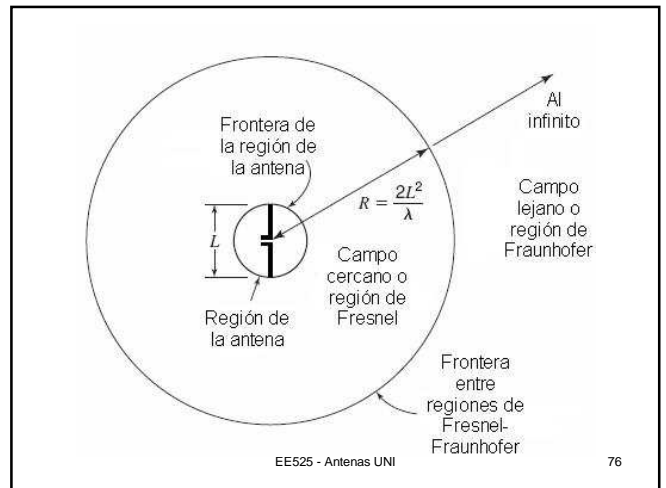 Al
infinito
Frontera de
la región de
la antena
R = 2L²/λ
Campo
lejano o
región de
Fraunhofer
L
Campo
cercano o
región de
Fresnel
Región de
la antena
Frontera
entre
regiones de
Fresnel-
Fraunhofer
EE525 - Antenas UNI
76